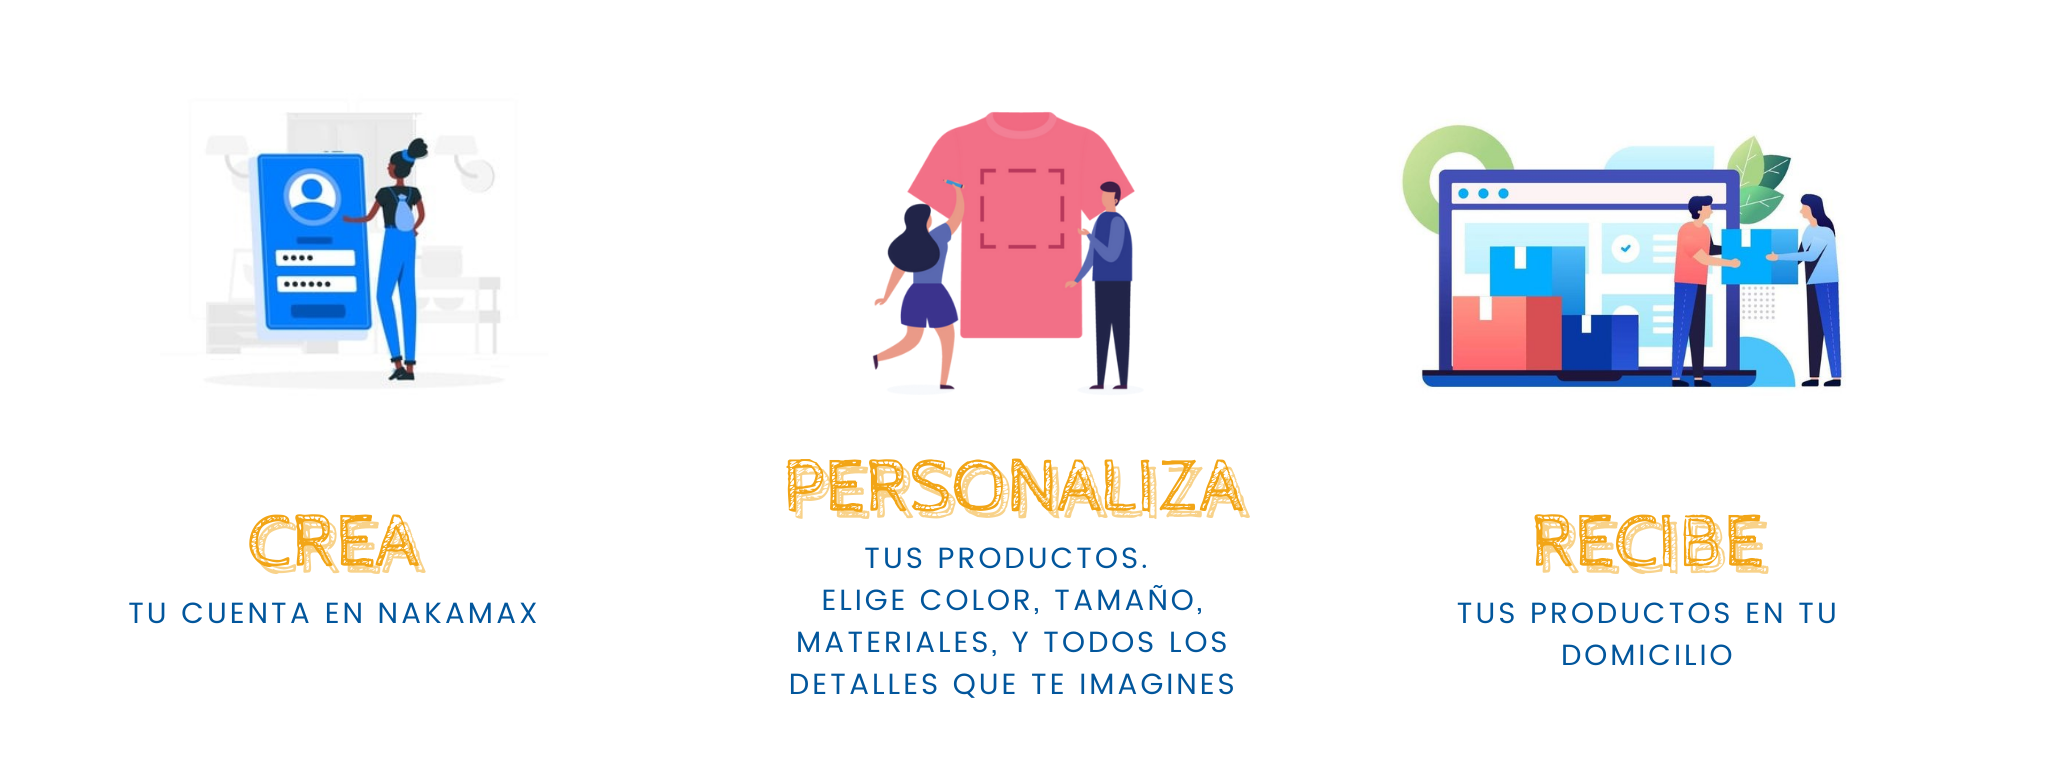 CREA
TU CUENTA EN NAKAMAX
PERSONALIZA
TUS PRODUCTOS.
ELIGE COLOR, TAMAÑO,
MATERIALES, Y TODOS LOS
DETALLES QUE TE IMAGINES
RECIBE
TUS PRODUCTOS EN TU
DOMICILIO